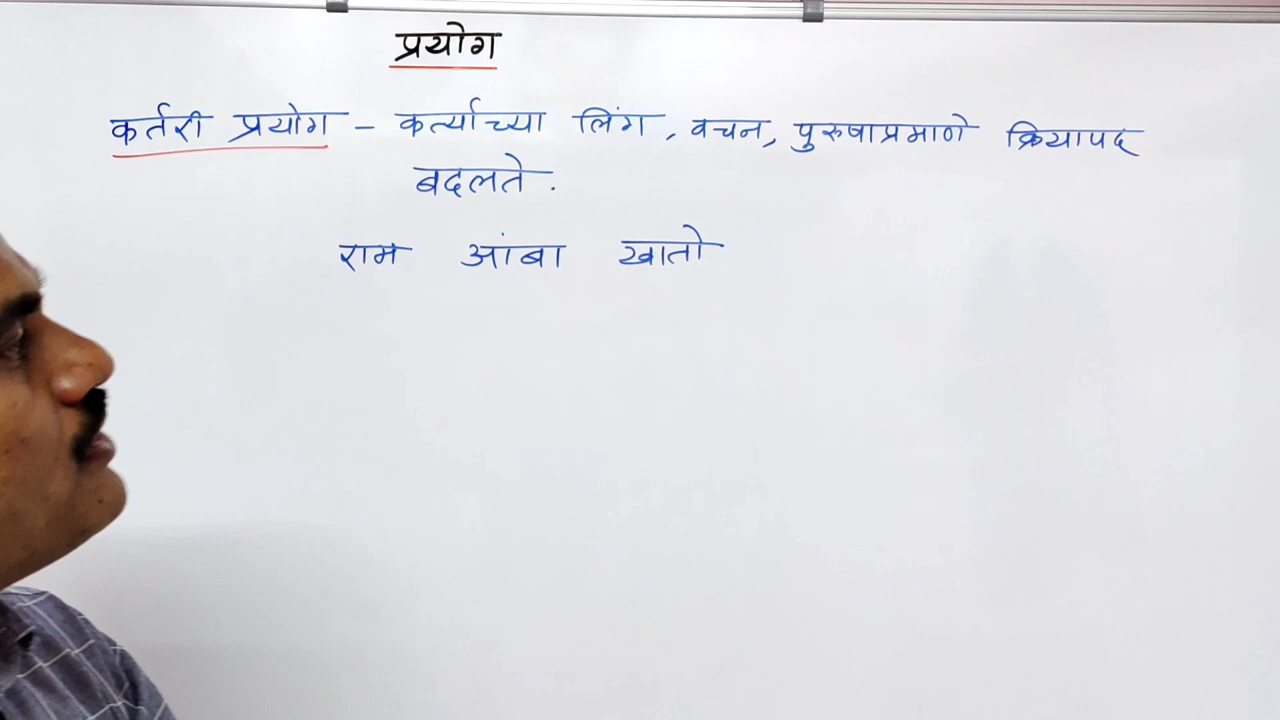 प्रयोग
कर्तरी प्रयोग - कर्त्याच्या लिंग, वचन, पुरुषाप्रमाणे क्रियापद
बदलते.
राम आंबा खातो